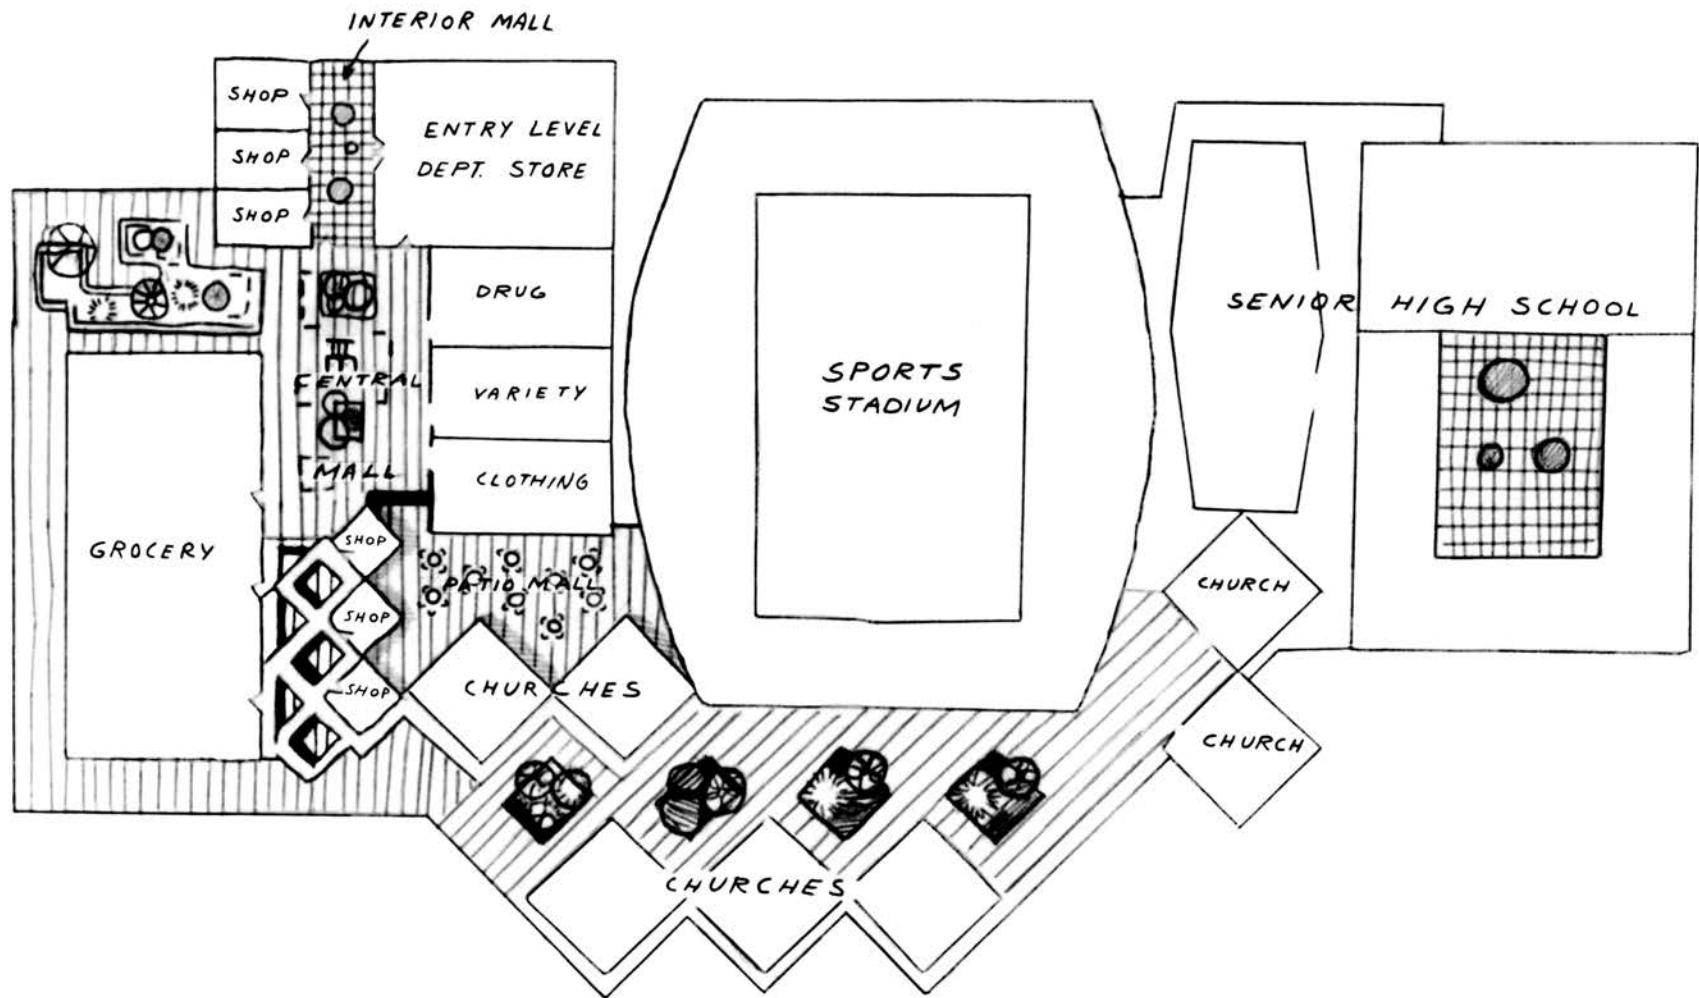 INTERIOR MALL
SHOP
SHOP
SHOP
ENTRY LEVEL
DEPT. STORE
DRUG
VARIETY
CLOTHING
CENTRAL
MALL
GROCERY
SHOP
SHOP
SHOP
PATIO MALL
CHURCHES
SPORTS
STADIUM
SENIOR HIGH SCHOOL
CHURCH
CHURCH
CHURCHES